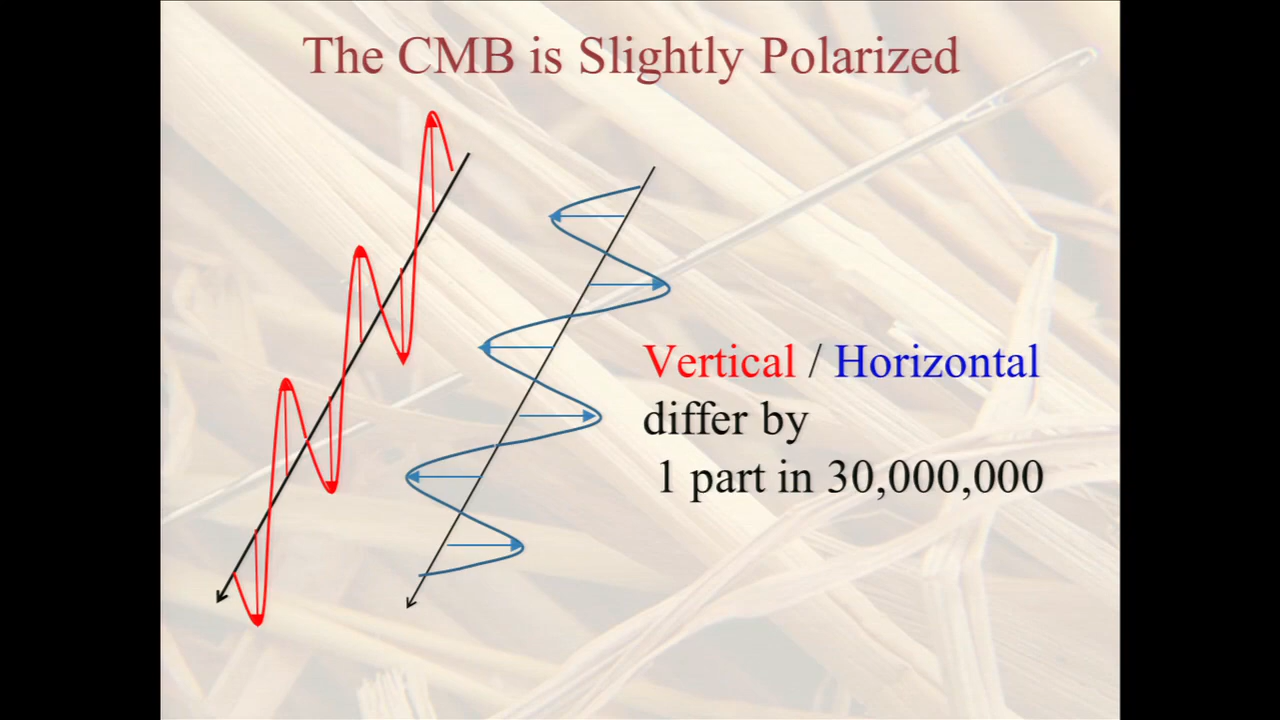 The CMB is Slightly Polarized
Vertical / Horizontal
differ by
1 part in 30,000,000